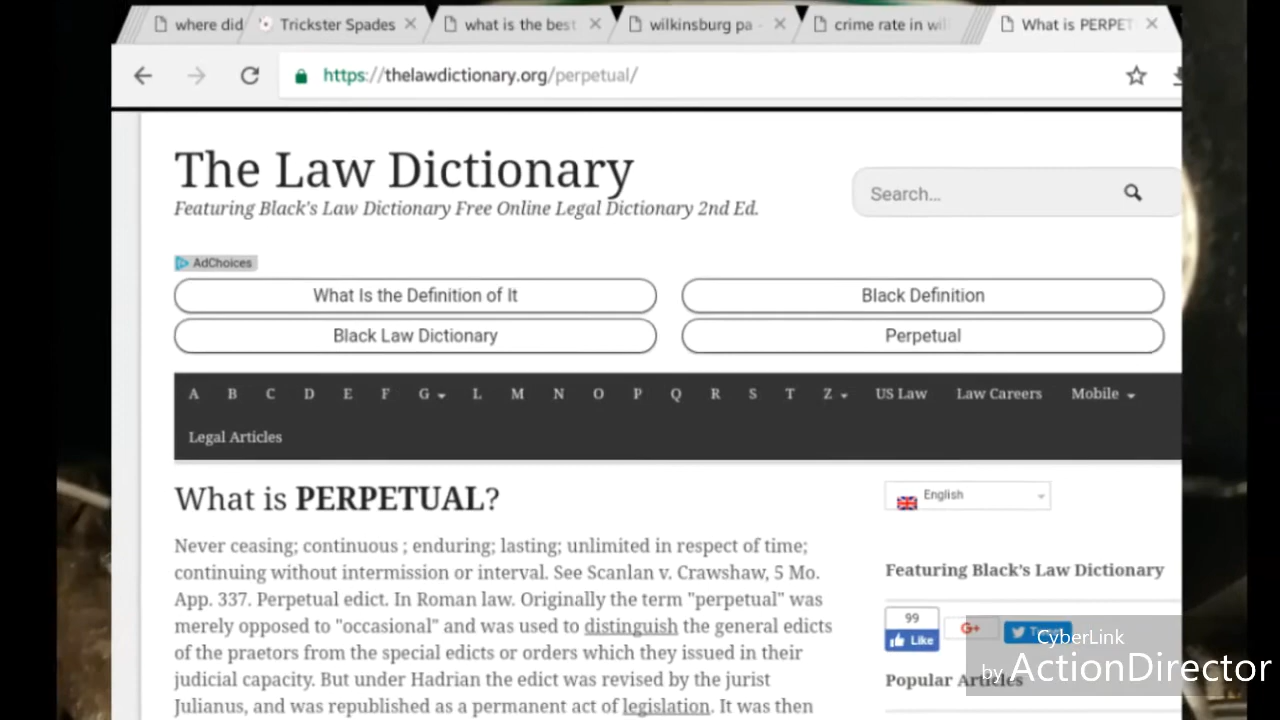 where did
Trickster Spades
what is the best
wilkinsburg pa -
crime rate in wil
What is PERPET
https://thelawdictionary.org/perpetual/
The Law Dictionary
Featuring Black's Law Dictionary Free Online Legal Dictionary 2nd Ed.
Search...
AdChoices
What Is the Definition of It
Black Definition
Black Law Dictionary
Perpetual
A B C D E F G L M N O P Q R S T Z US Law Law Careers Mobile
Legal Articles
What is PERPETUAL?
English
Never ceasing; continuous ; enduring; lasting; unlimited in respect of time;
continuing without intermission or interval. See Scanlan v. Crawshaw, 5 Mo.
App. 337. Perpetual edict. In Roman law. Originally the term "perpetual" was
merely opposed to "occasional" and was used to distinguish the general edicts
of the praetors from the special edicts or orders which they issued in their
judicial capacity. But under Hadrian the edict was revised by the jurist
Julianus, and was republished as a permanent act of legislation. It was then
Featuring Black's Law Dictionary
99
Like
G+
Popular Articles
CyberLink
by ActionDirector